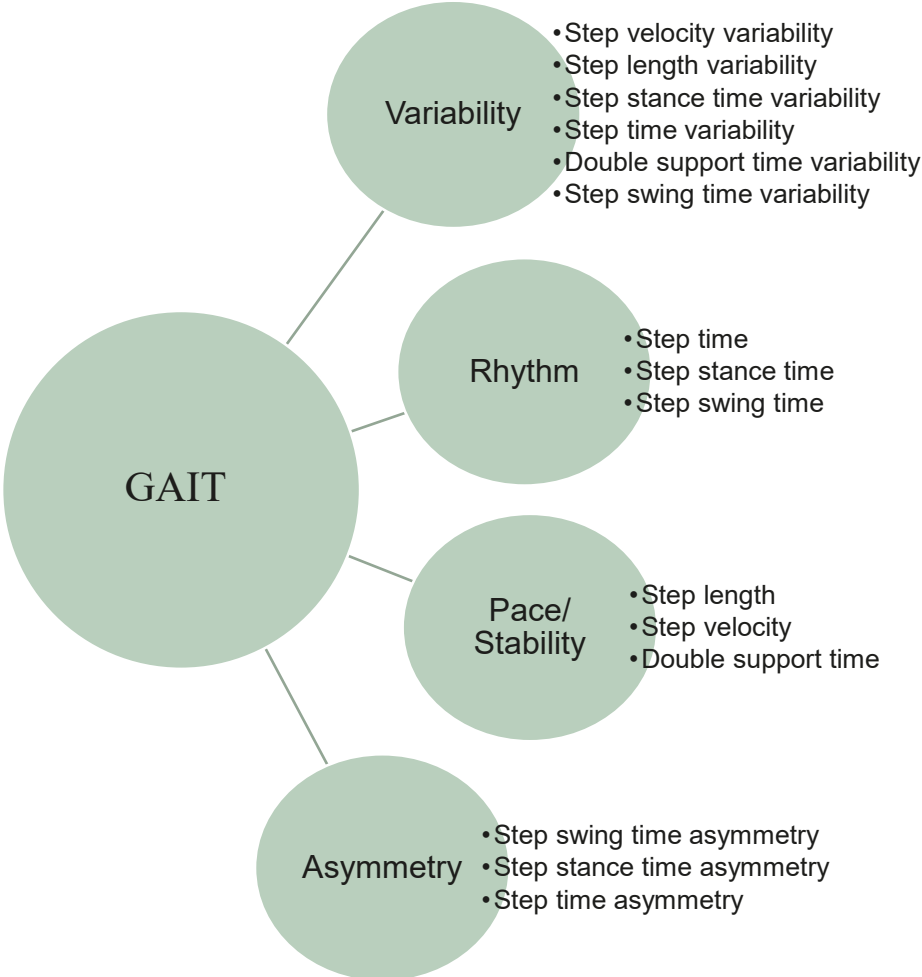 Variability
•Step velocity variability
•Step length variability
•Step stance time variability
•Step time variability
•Double support time variability
•Step swing time variability
Rhythm
•Step time
•Step stance time
•Step swing time
GAIT
Pace/
Stability
•Step length
•Step velocity
•Double support time
Asymmetry
•Step swing time asymmetry
•Step stance time asymmetry
•Step time asymmetry